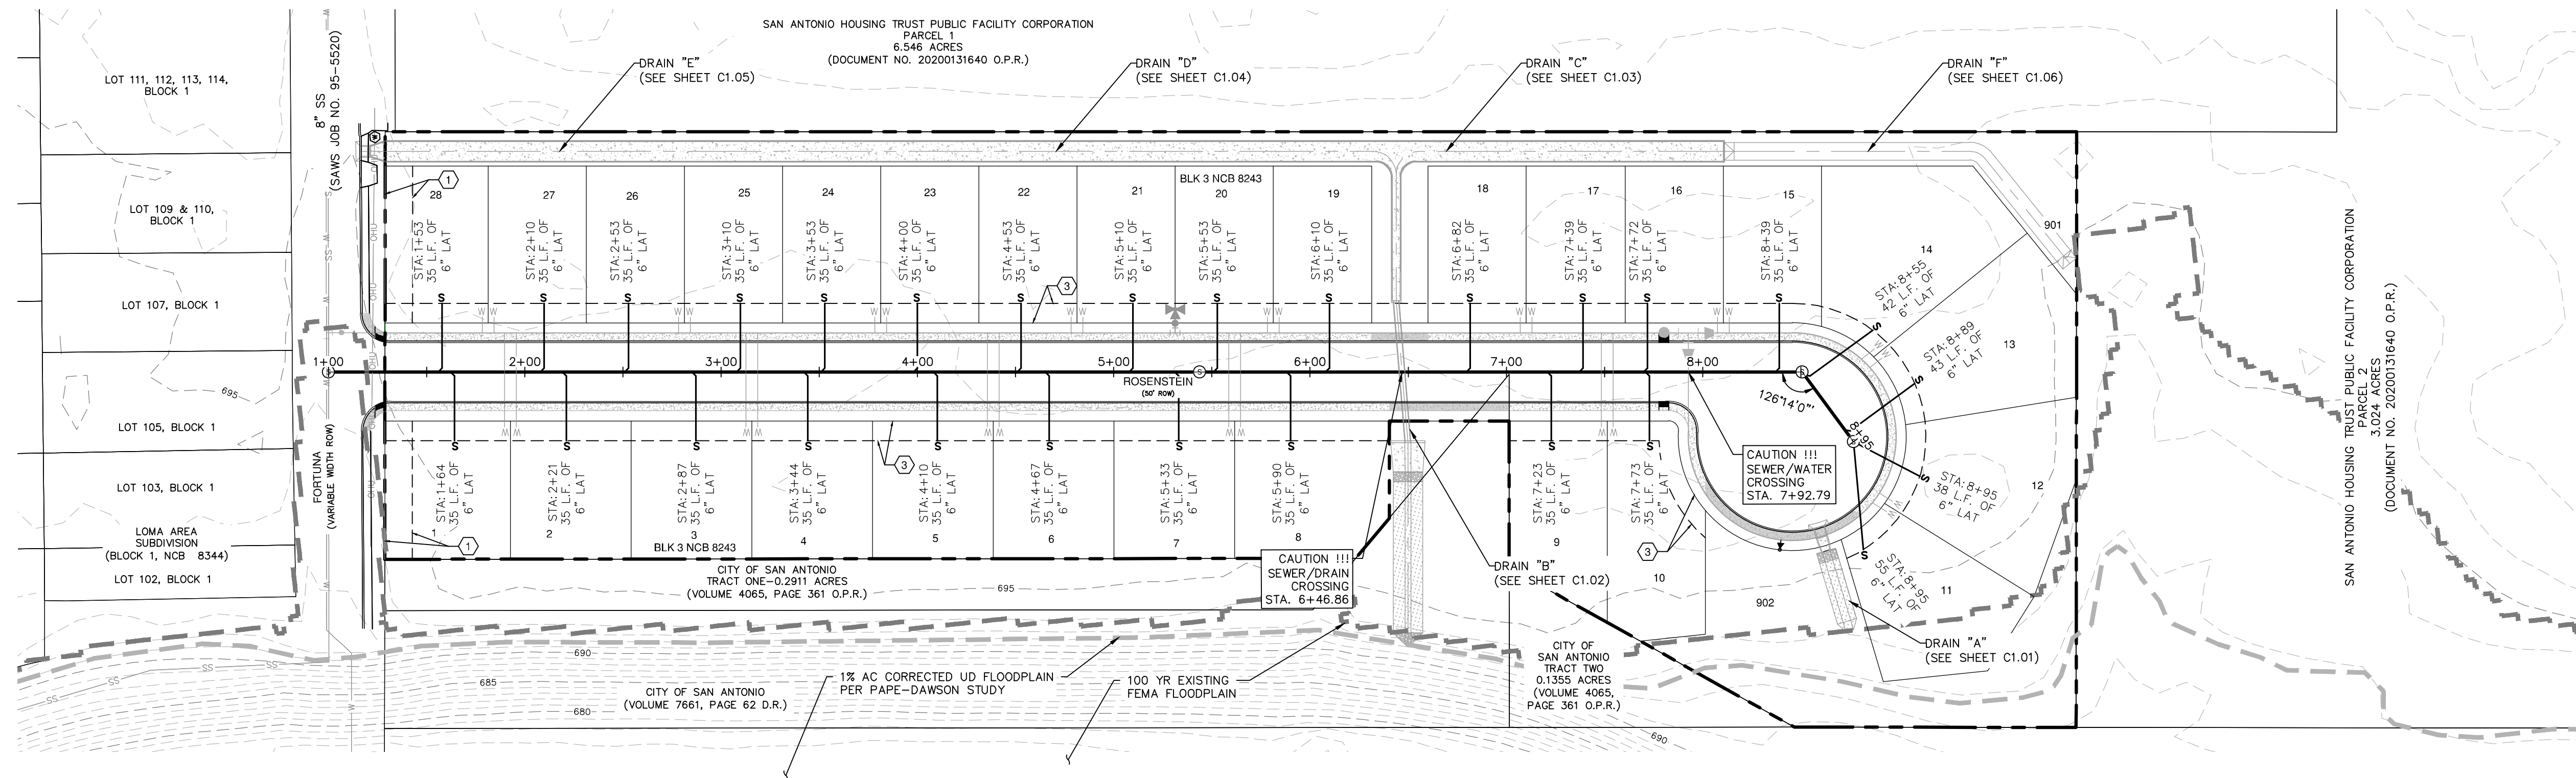 SAN ANTONIO HOUSING TRUST PUBLIC FACILITY CORPORATION
PARCEL 1
6.546 ACRES
(DOCUMENT NO. 20200131640 O.P.R.)
DRAIN "E"
(SEE SHEET C1.05)
DRAIN "D"
(SEE SHEET C1.04)
DRAIN "C"
(SEE SHEET C1.03)
DRAIN "F"
(SEE SHEET C1.06)
LOT 111, 112, 113, 114,
BLOCK 1
8" SS
(SAWS JOB NO. 95-5520)
LOT 109 & 110,
BLOCK 1
LOT 107, BLOCK 1
LOT 105, BLOCK 1
LOT 103, BLOCK 1
LOMA AREA
SUBDIVISION
(BLOCK 1, NCB 8344)
LOT 102, BLOCK 1
695
FORTUNA
(VARIABLE WIDTH ROW)
1
28
STA:1+53
35 L.F. OF
6" LAT
27
STA:2+10
35 L.F. OF
6" LAT
26
STA:2+53
35 L.F. OF
6" LAT
25
STA:3+10
35 L.F. OF
6" LAT
24
STA:3+53
35 L.F. OF
6" LAT
23
STA:4+00
35 L.F. OF
6" LAT
22
STA:4+53
35 L.F. OF
6" LAT
3
BLK 3 NCB 8243
21
STA:5+10
35 L.F. OF
6" LAT
20
STA:5+53
35 L.F. OF
6" LAT
19
STA:6+10
35 L.F. OF
6" LAT
18
STA:6+82
35 L.F. OF
6" LAT
17
STA:7+39
35 L.F. OF
6" LAT
16
STA:7+72
35 L.F. OF
6" LAT
15
STA:8+39
35 L.F. OF
6" LAT
901
14
STA:8+55
42 L.F. OF
6" LAT
13
STA:8+89
43 L.F. OF
6" LAT
12
STA:8+95
38 L.F. OF
6" LAT
11
STA:8+95
55 L.F. OF
6" LAT
1+00
2+00
3+00
4+00
5+00
6+00
7+00
8+00
8+95
ROSENSTEIN
(50' ROW)
126°14'0"
1
STA:1+64
35 L.F. OF
6" LAT
1
2
STA:2+21
35 L.F. OF
6" LAT
3
STA:2+87
35 L.F. OF
6" LAT
BLK 3 NCB 8243
4
STA:3+44
35 L.F. OF
6" LAT
3
5
STA:4+10
35 L.F. OF
6" LAT
6
STA:4+67
35 L.F. OF
6" LAT
7
STA:5+33
35 L.F. OF
6" LAT
8
STA:5+90
35 L.F. OF
6" LAT
9
STA:7+23
35 L.F. OF
6" LAT
10
STA:7+73
35 L.F. OF
6" LAT
3
902
CAUTION !!!
SEWER/WATER
CROSSING
STA. 7+92.79
CAUTION !!!
SEWER/DRAIN
CROSSING
STA. 6+46.86
DRAIN "B"
(SEE SHEET C1.02)
DRAIN "A"
(SEE SHEET C1.01)
CITY OF SAN ANTONIO
TRACT ONE-0.2911 ACRES
(VOLUME 4065, PAGE 361 O.P.R.)
695
690
685
680
690
CITY OF SAN ANTONIO
(VOLUME 7661, PAGE 62 D.R.)
1% AC CORRECTED UD FLOODPLAIN
PER PAPE-DAWSON STUDY
100 YR EXISTING
FEMA FLOODPLAIN
CITY OF
SAN ANTONIO
TRACT TWO
0.1355 ACRES
(VOLUME 4065,
PAGE 361 O.P.R.)
SAN ANTONIO HOUSING TRUST PUBLIC FACILITY CORPORATION
PARCEL 2
3.024 ACRES
(DOCUMENT NO. 20200131640 O.P.R.)